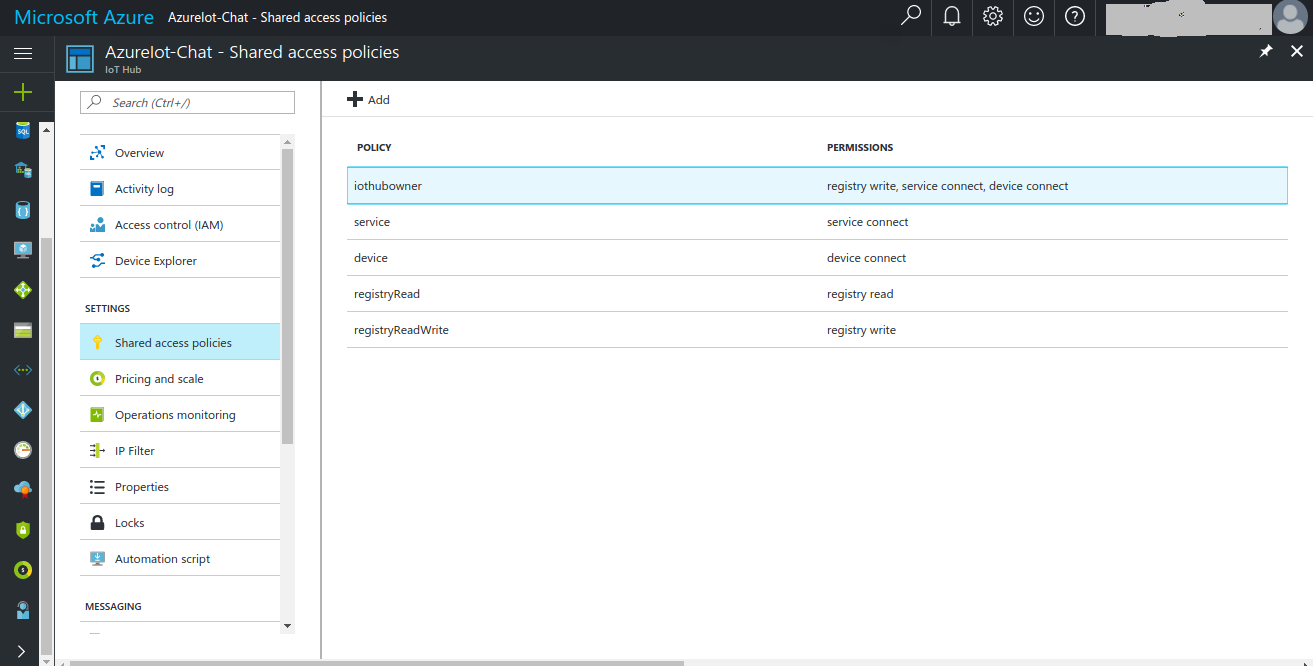 Microsoft Azure AzureIot-Chat - Shared access policies
AzureIot-Chat - Shared access policies
IoT Hub
Search (Ctrl+/)
Overview
Activity log
Access control (IAM)
Device Explorer
SETTINGS
Shared access policies
Pricing and scale
Operations monitoring
IP Filter
Properties
Locks
Automation script
MESSAGING
Add
POLICY PERMISSIONS
iothubowner registry write, service connect, device connect
service service connect
device device connect
registryRead registry read
registryReadWrite registry write
SQL